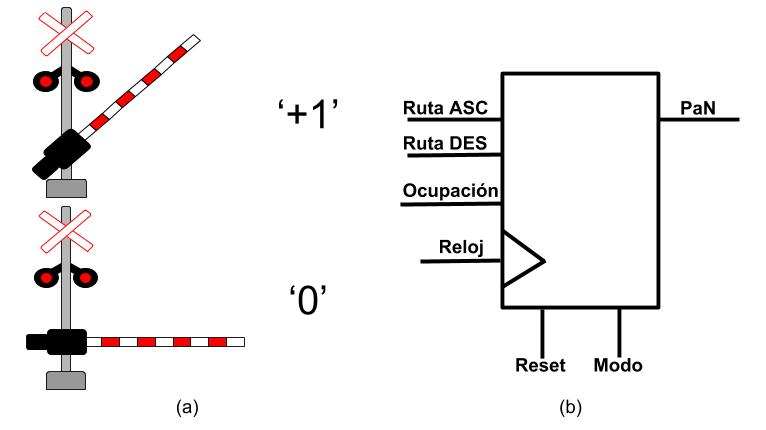 ‘+1’
‘0’
(a)
Ruta ASC
Ruta DES
Ocupación
Reloj
PaN
Reset
Modo
(b)